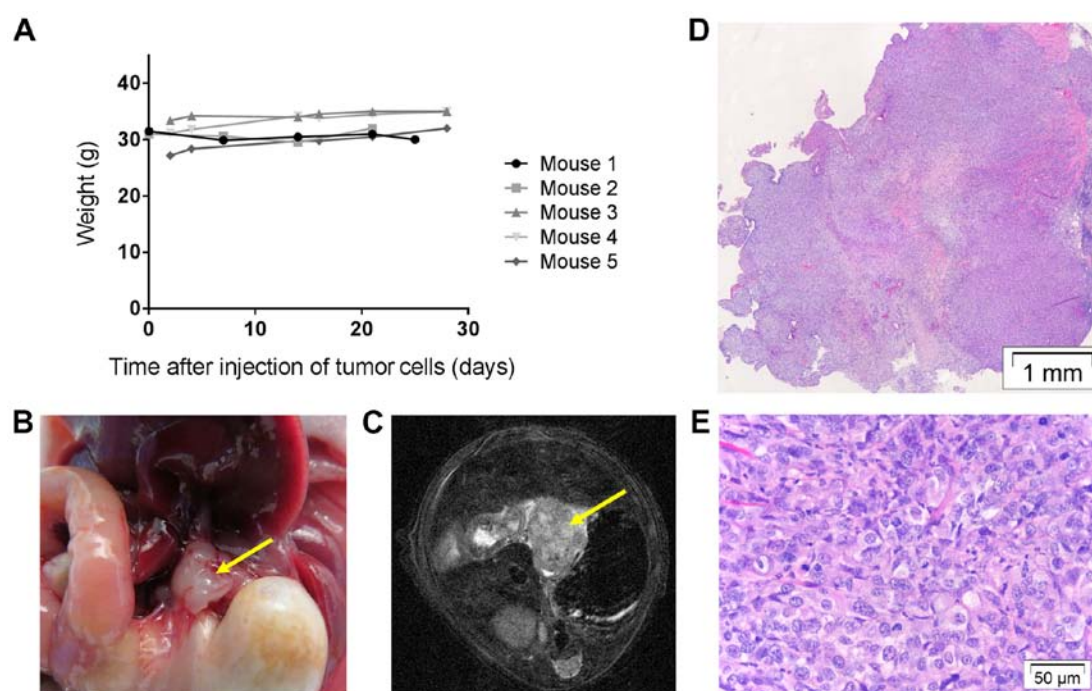 A
Weight (g)
40
30
20
10
0
0 10 20 30
Time after injection of tumor cells (days)
Mouse 1
Mouse 2
Mouse 3
Mouse 4
Mouse 5
B
C
D
1 mm
E
50 µm